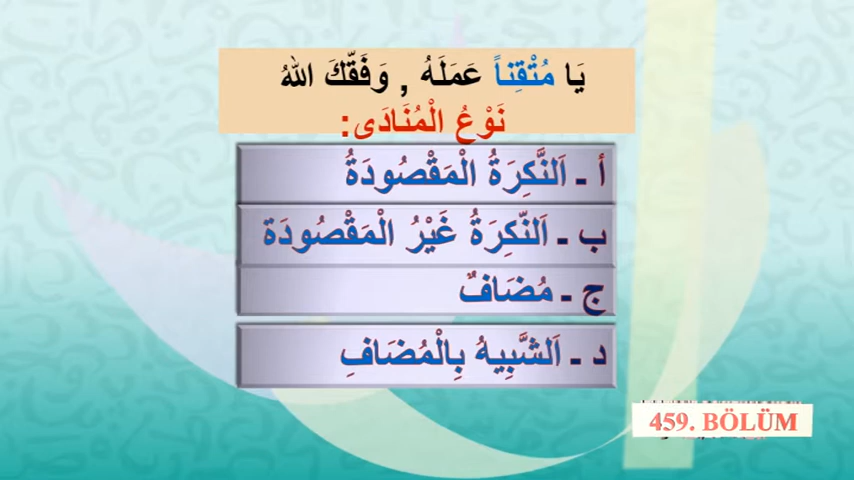 يَا مُتْقِناً عَمَلَهُ , وَفَقّكَ اللهُ
نَوْعُ الْمُنَادَى:
أ ـ اَلنَّكِرَةُ الْمَقْصُودَةُ
ب ـ اَلنّكِرَةُ غَيْرُ الْمَقْصُودَة
ج ـ مُضَافٌ
د ـ اَلشَّبِيهُ بِالْمُضَافِ
459. BÖLÜM